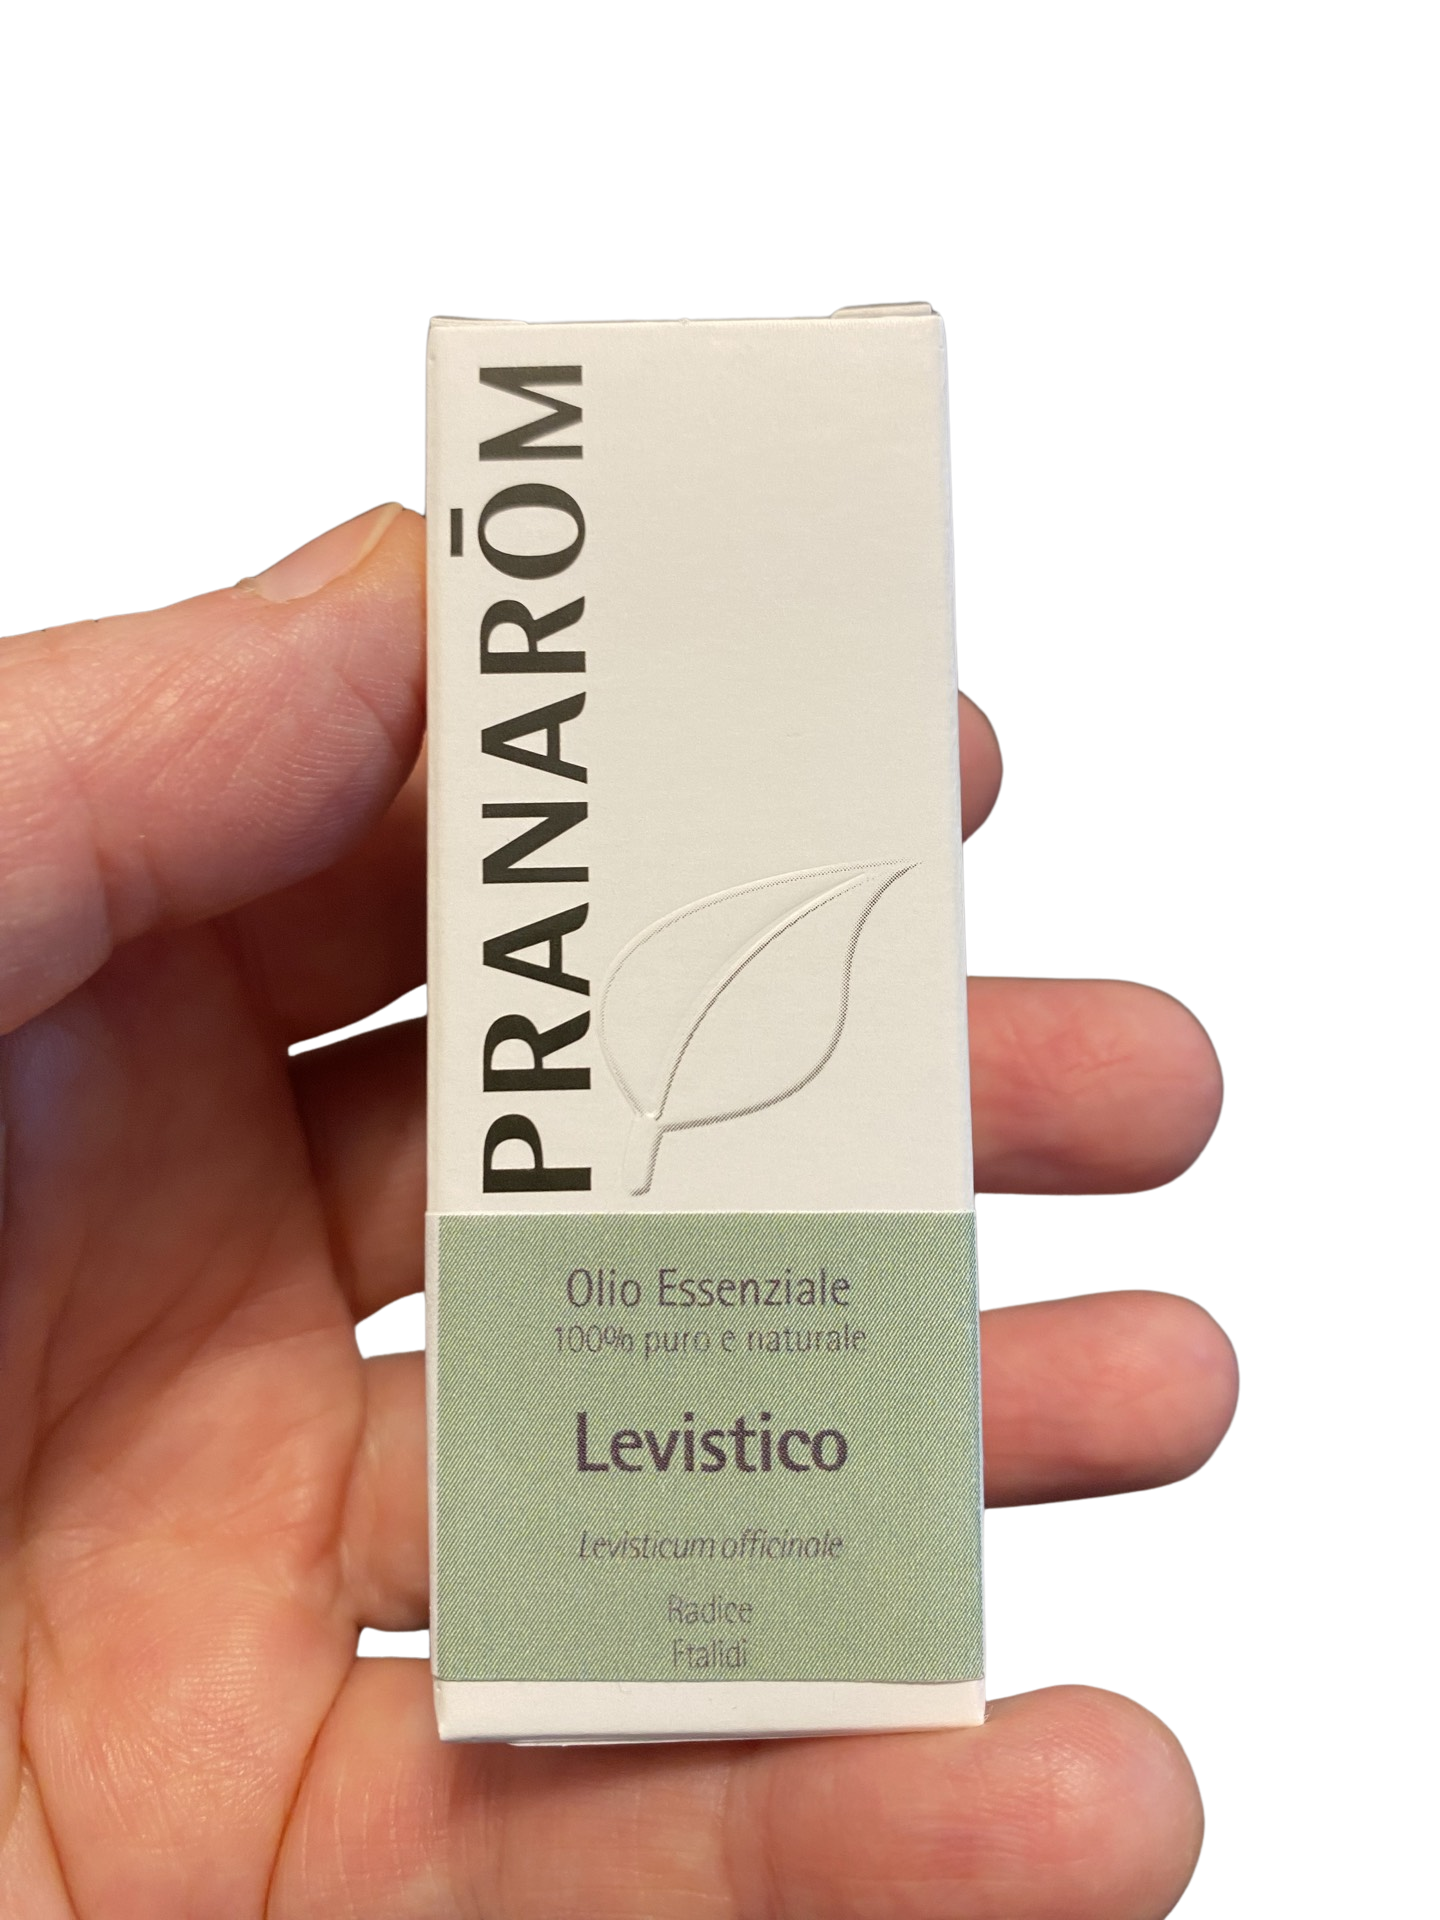 PRANARŌM
Olio Essenziale
100% puro e naturale
Levistico
Levisticum officinale
Radice
Ftalidi